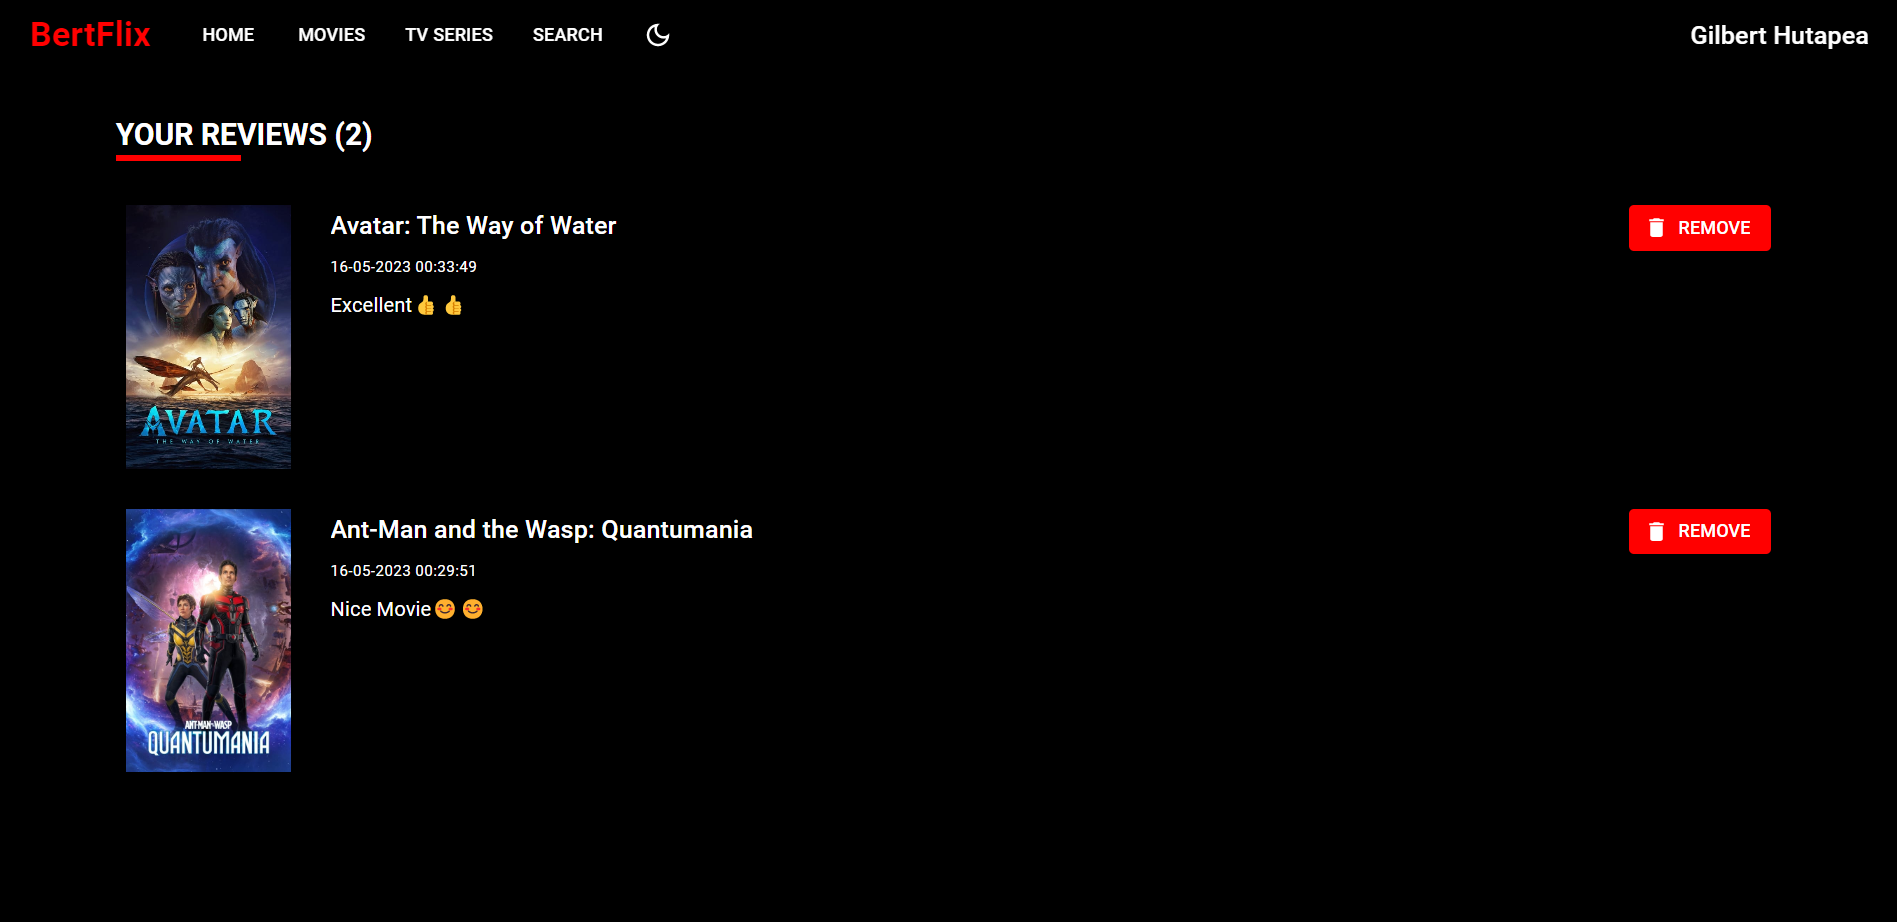 BertFlix HOME MOVIES TV SERIES SEARCH Gilbert Hutapea
YOUR REVIEWS (2)
Avatar: The Way of Water
REMOVE
16-05-2023 00:33:49
Excellent👍 👍
AVATAR
THE WAY OF WATER
Ant-Man and the Wasp: Quantumania
REMOVE
16-05-2023 00:29:51
Nice Movie😊 😊
ANT-MAN AND THE WASP
QUANTUMANIA